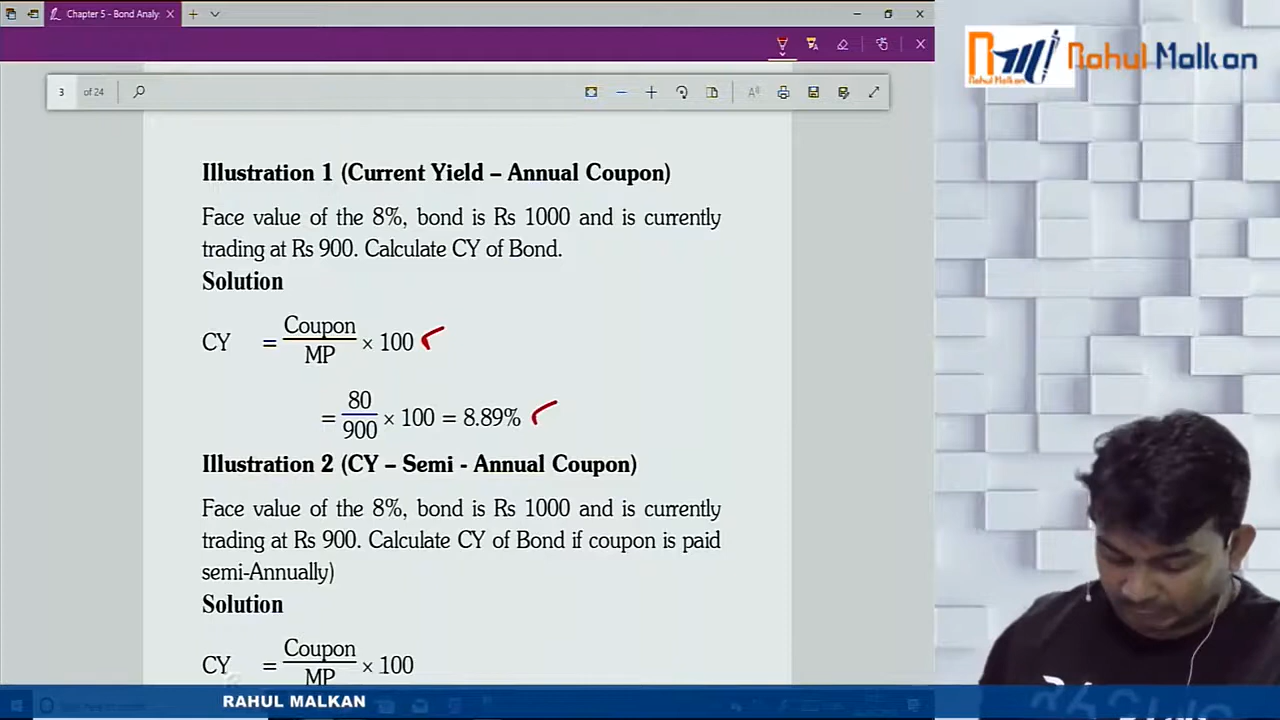 Chapter 5 - Bond Analy
3 of 24
Rahul Malkan
Rahul Malkan
Illustration 1 (Current Yield – Annual Coupon)
Face value of the 8%, bond is Rs 1000 and is currently
trading at Rs 900. Calculate CY of Bond.
Solution
CY = Coupon / MP × 100
= 80 / 900 × 100 = 8.89%
Illustration 2 (CY – Semi - Annual Coupon)
Face value of the 8%, bond is Rs 1000 and is currently
trading at Rs 900. Calculate CY of Bond if coupon is paid
semi-Annually)
Solution
CY = Coupon / MP × 100
RAHUL MALKAN